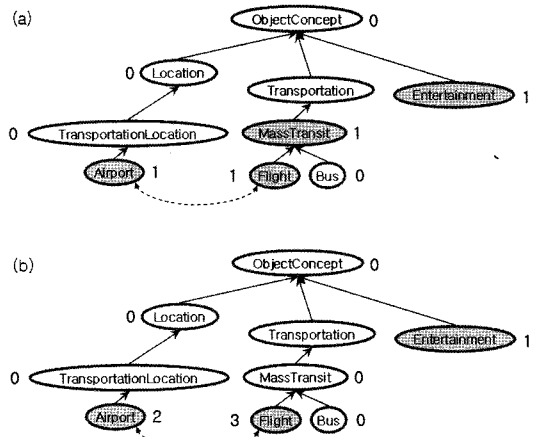 (a)
ObjectConcept 0
0 Location
Transportation
Entertainment 1
0 TransportationLocation
MassTransit 1
Airport 1
1 Flight
Bus 0
(b)
ObjectConcept 0
0 Location
Transportation
Entertainment 1
0 TransportationLocation
MassTransit 0
Airport 2
3 Flight
Bus 0